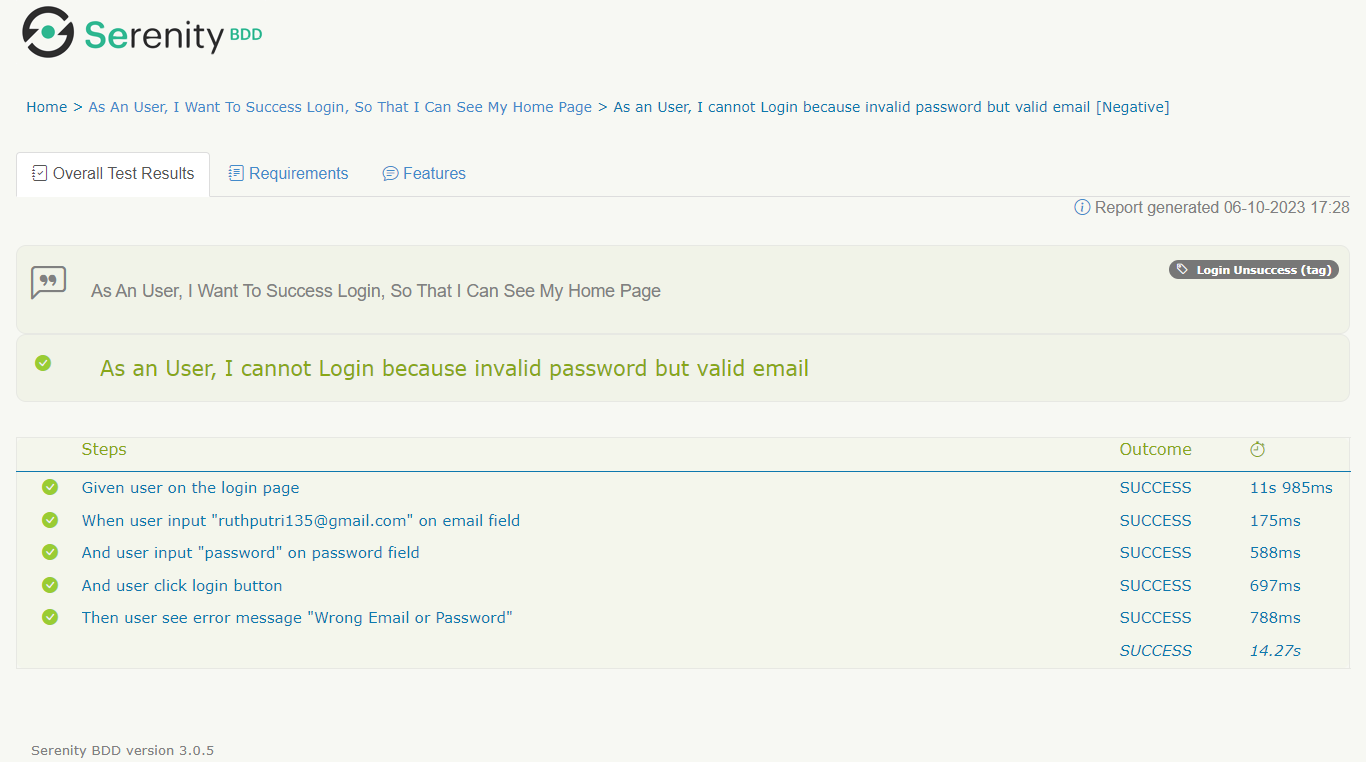 Serenity BDD
Home > As An User, I Want To Success Login, So That I Can See My Home Page > As an User, I cannot Login because invalid password but valid email [Negative]
Overall Test Results Requirements Features
Report generated 06-10-2023 17:28
Login Unsuccess (tag)
As An User, I Want To Success Login, So That I Can See My Home Page
As an User, I cannot Login because invalid password but valid email
Steps Outcome
Given user on the login page SUCCESS 11s 985ms
When user input "ruthputri135@gmail.com" on email field SUCCESS 175ms
And user input "password" on password field SUCCESS 588ms
And user click login button SUCCESS 697ms
Then user see error message "Wrong Email or Password" SUCCESS 788ms
SUCCESS 14.27s
Serenity BDD version 3.0.5